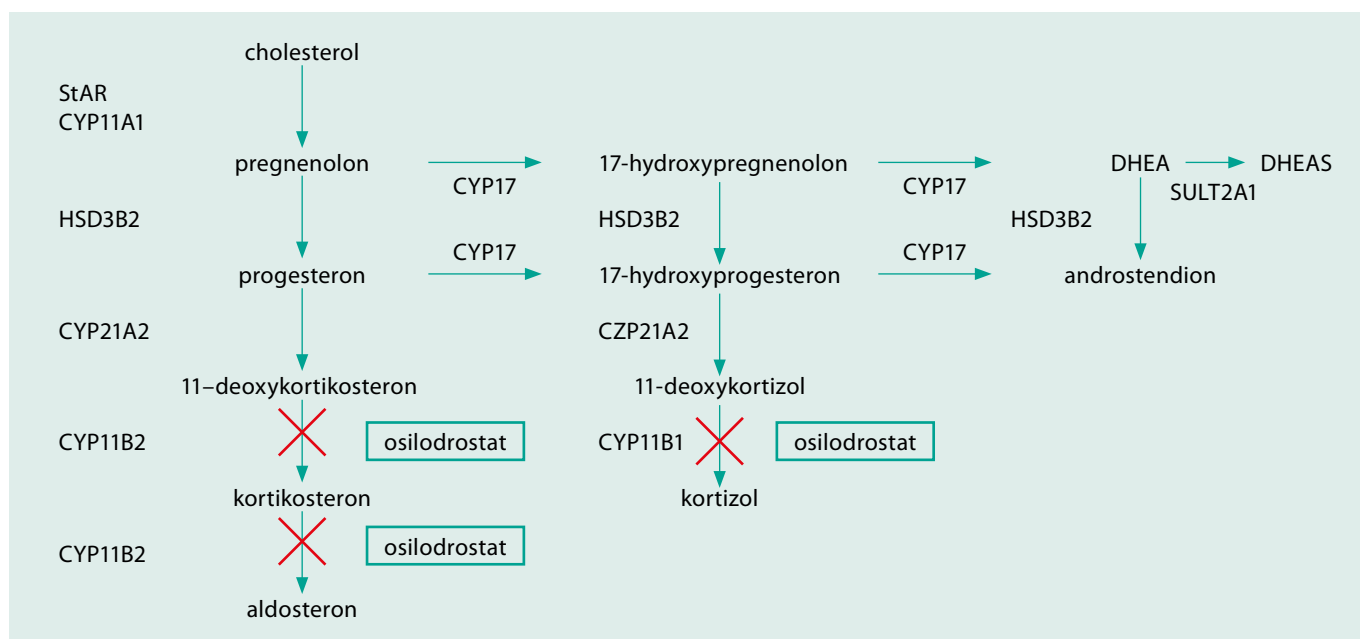 cholesterol
StAR
CYP11A1
pregnenolon
17-hydroxypregnenolon
DHEA
DHEAS
CYP17
CYP17
SULT2A1
HSD3B2
HSD3B2
HSD3B2
CYP17
CYP17
progesteron
17-hydroxyprogesteron
androstendion
CYP21A2
CZP21A2
11–deoxykortikosteron
11-deoxykortizol
CYP11B2
osilodrostat
CYP11B1
osilodrostat
kortikosteron
kortizol
CYP11B2
osilodrostat
aldosteron